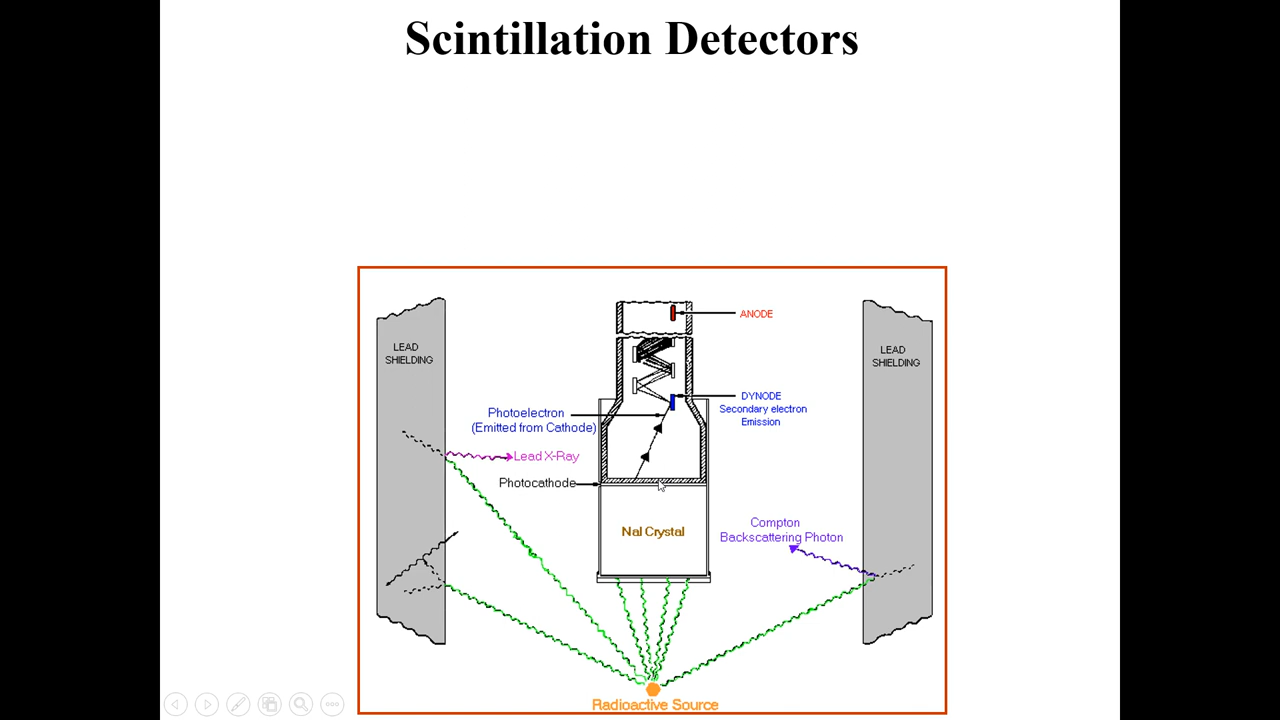 Scintillation Detectors
ANODE
LEAD
SHIELDING
LEAD
SHIELDING
DYNODE
Secondary electron
Emission
Photoelectron
(Emitted from Cathode)
Lead X-Ray
Photocathode
NaI Crystal
Compton
Backscattering Photon
Radioactive Source